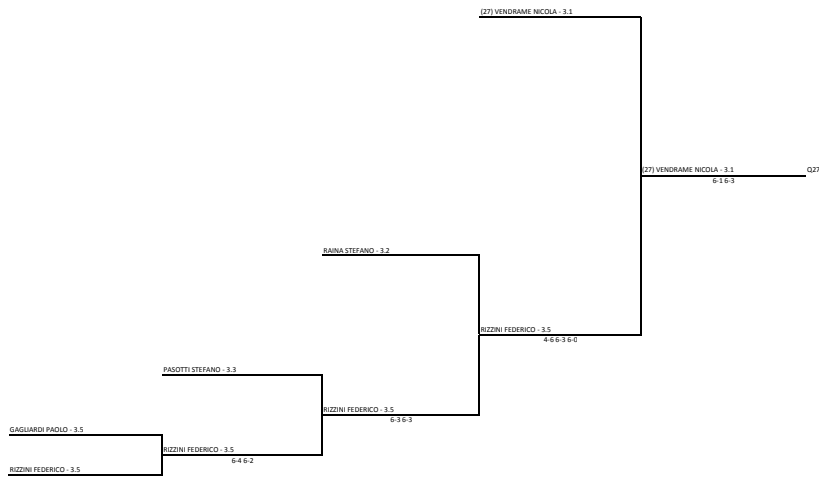 (27) VENDRAME NICOLA - 3.1
(27) VENDRAME NICOLA - 3.1
Q27
6-1 6-3
RAINA STEFANO - 3.2
RIZZINI FEDERICO - 3.5
4-6 6-3 6-0
PASOTTI STEFANO - 3.3
RIZZINI FEDERICO - 3.5
6-3 6-3
GAGLIARDI PAOLO - 3.5
RIZZINI FEDERICO - 3.5
6-4 6-2
RIZZINI FEDERICO - 3.5